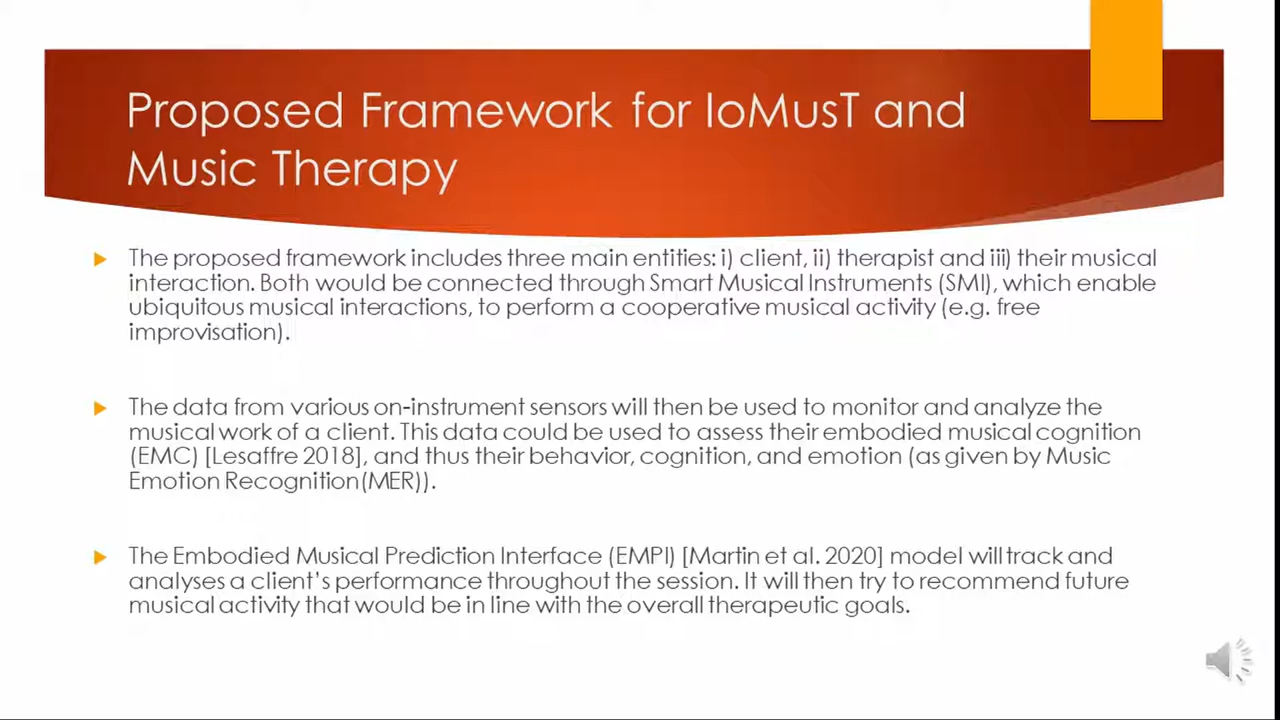 Proposed Framework for IoMusT and
Music Therapy
The proposed framework includes three main entities: i) client, ii) therapist and iii) their musical
interaction. Both would be connected through Smart Musical Instruments (SMI), which enable
ubiquitous musical interactions, to perform a cooperative musical activity (e.g. free
improvisation).
The data from various on-instrument sensors will then be used to monitor and analyze the
musical work of a client. This data could be used to assess their embodied musical cognition
(EMC) [Lesaffre 2018], and thus their behavior, cognition, and emotion (as given by Music
Emotion Recognition(MER)).
The Embodied Musical Prediction Interface (EMPI) [Martin et al. 2020] model will track and
analyses a client’s performance throughout the session. It will then try to recommend future
musical activity that would be in line with the overall therapeutic goals.